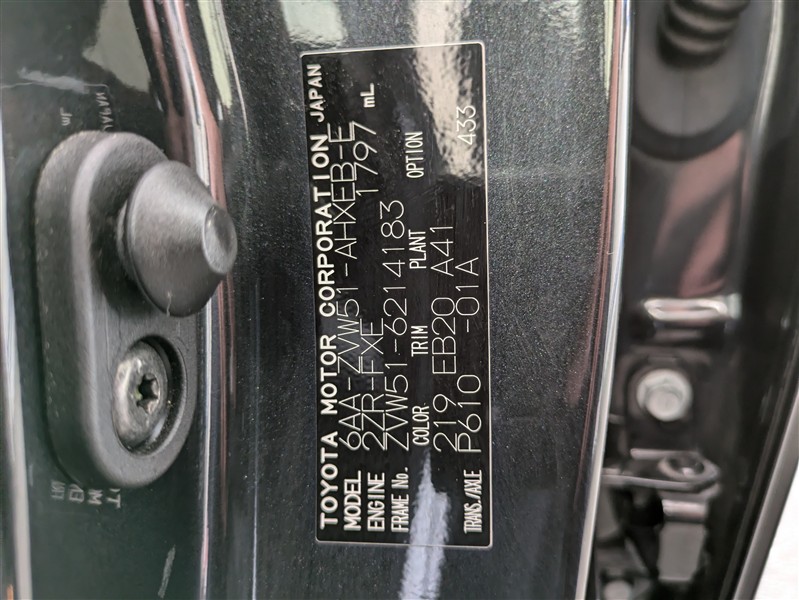 TOYOTA MOTOR CORPORATION JAPAN
MODEL 6AA-ZVW51-AHXEB-E
ENGINE 2ZR-FXE 1797 mL
FRAME No. ZVW51-6214183
COLOR TRIM PLANT OPTION
219 EB20 A41
TRANS./AXLE P610 -01A 433